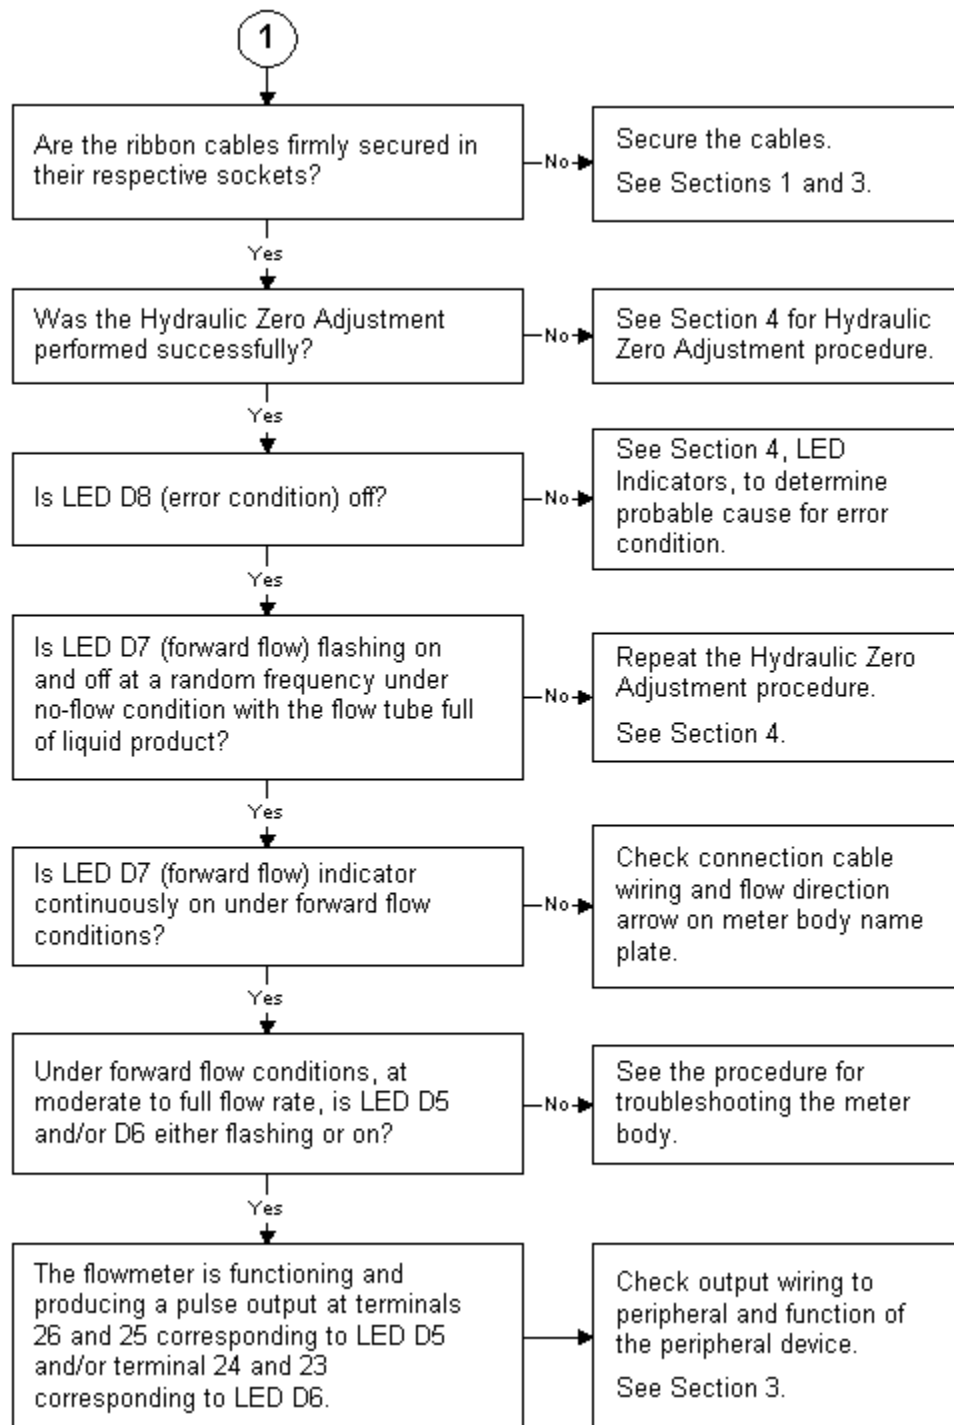 1
Are the ribbon cables firmly secured in
their respective sockets?
No
Secure the cables.
See Sections 1 and 3.
Yes
Was the Hydraulic Zero Adjustment
performed successfully?
No
See Section 4 for Hydraulic
Zero Adjustment procedure.
Yes
Is LED D8 (error condition) off?
No
See Section 4, LED
Indicators, to determine
probable cause for error
condition.
Yes
Is LED D7 (forward flow) flashing on
and off at a random frequency under
no-flow condition with the flow tube full
of liquid product?
No
Repeat the Hydraulic Zero
Adjustment procedure.
See Section 4.
Yes
Is LED D7 (forward flow) indicator
continuously on under forward flow
conditions?
No
Check connection cable
wiring and flow direction
arrow on meter body name
plate.
Yes
Under forward flow conditions, at
moderate to full flow rate, is LED D5
and/or D6 either flashing or on?
No
See the procedure for
troubleshooting the meter
body.
Yes
The flowmeter is functioning and
producing a pulse output at terminals
26 and 25 corresponding to LED D5
and/or terminal 24 and 23
corresponding to LED D6.
Check output wiring to
peripheral and function of
the peripheral device.
See Section 3.